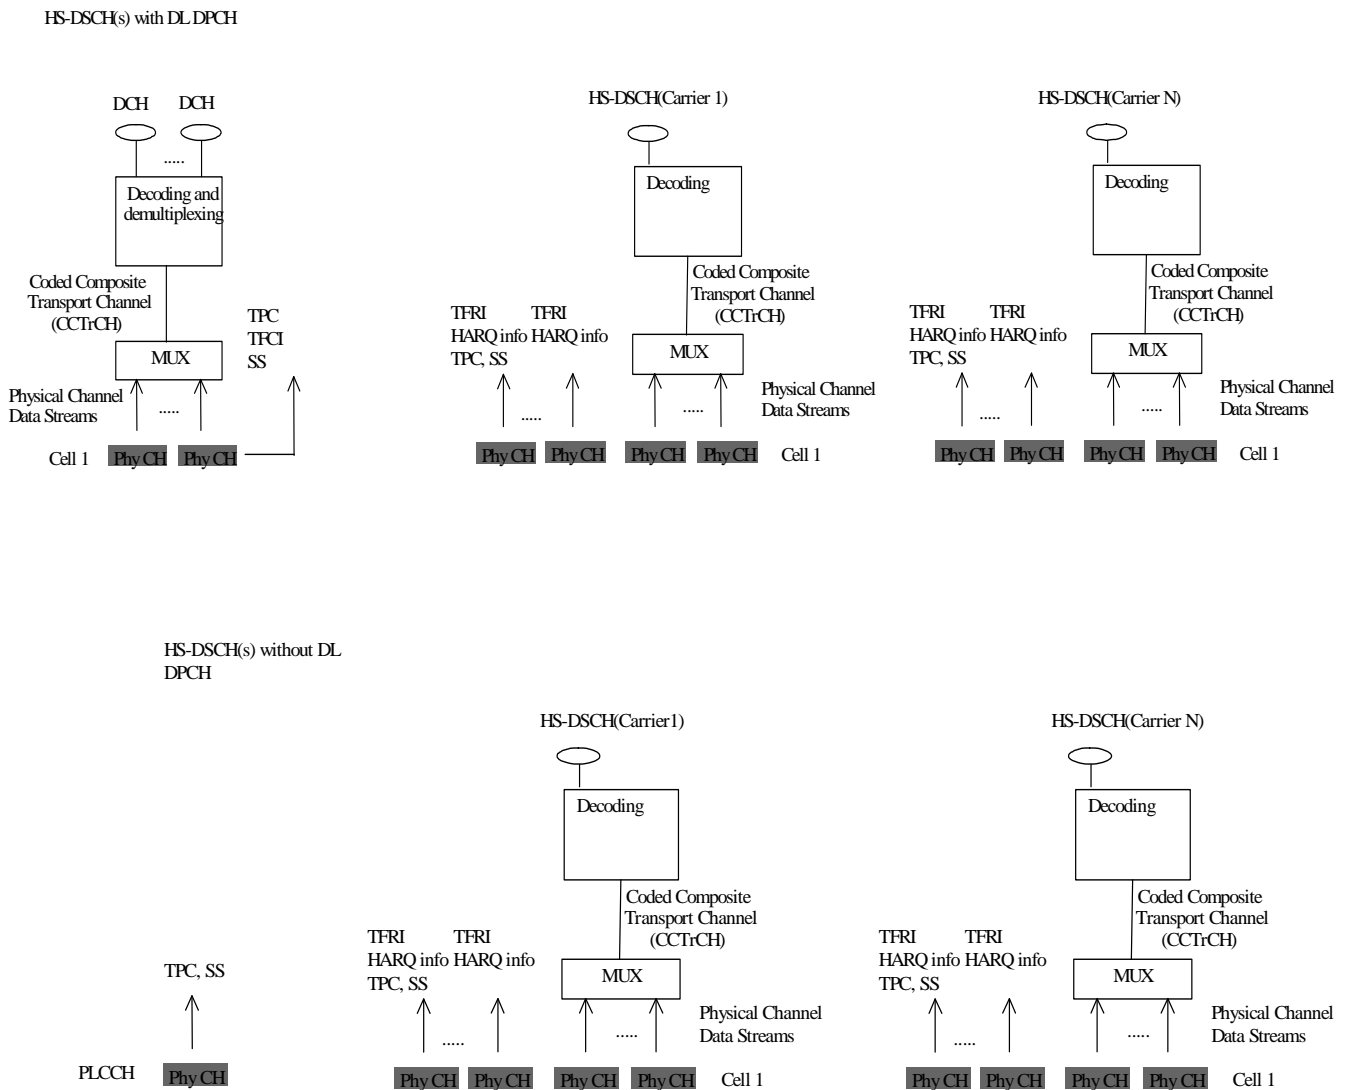 HS-DSCH(s) with DL DPCH
DCH DCH
.....
Decoding and
demultiplexing
Coded Composite
Transport Channel
(CCTrCH)
TPC
TFCI
SS
MUX
Physical Channel
Data Streams
.....
Cell 1 Phy CH Phy CH
HS-DSCH(Carrier 1)
Decoding
Coded Composite
Transport Channel
(CCTrCH)
TFRI TFRI
HARQ info HARQ info
TPC, SS
MUX
Physical Channel
Data Streams
..... .....
Phy CH Phy CH Phy CH Phy CH Cell 1
HS-DSCH(Carrier N)
Decoding
Coded Composite
Transport Channel
(CCTrCH)
TFRI TFRI
HARQ info HARQ info
TPC, SS
MUX
Physical Channel
Data Streams
..... .....
Phy CH Phy CH Phy CH Phy CH Cell 1
HS-DSCH(s) without DL
DPCH
TPC, SS
PLCCH Phy CH
HS-DSCH(Carrier1)
Decoding
Coded Composite
Transport Channel
(CCTrCH)
TFRI TFRI
HARQ info HARQ info
TPC, SS
MUX
Physical Channel
Data Streams
..... .....
Phy CH Phy CH Phy CH Phy CH Cell 1
HS-DSCH(Carrier N)
Decoding
Coded Composite
Transport Channel
(CCTrCH)
TFRI TFRI
HARQ info HARQ info
TPC, SS
MUX
Physical Channel
Data Streams
..... .....
Phy CH Phy CH Phy CH Phy CH Cell 1